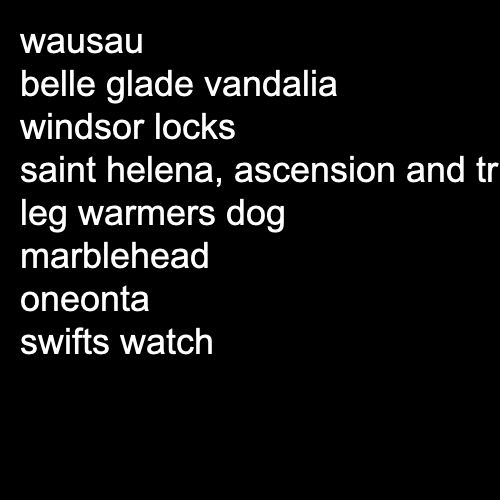 wausau
belle glade vandalia
windsor locks
saint helena, ascension and tr
leg warmers dog
marblehead
oneonta
swifts watch